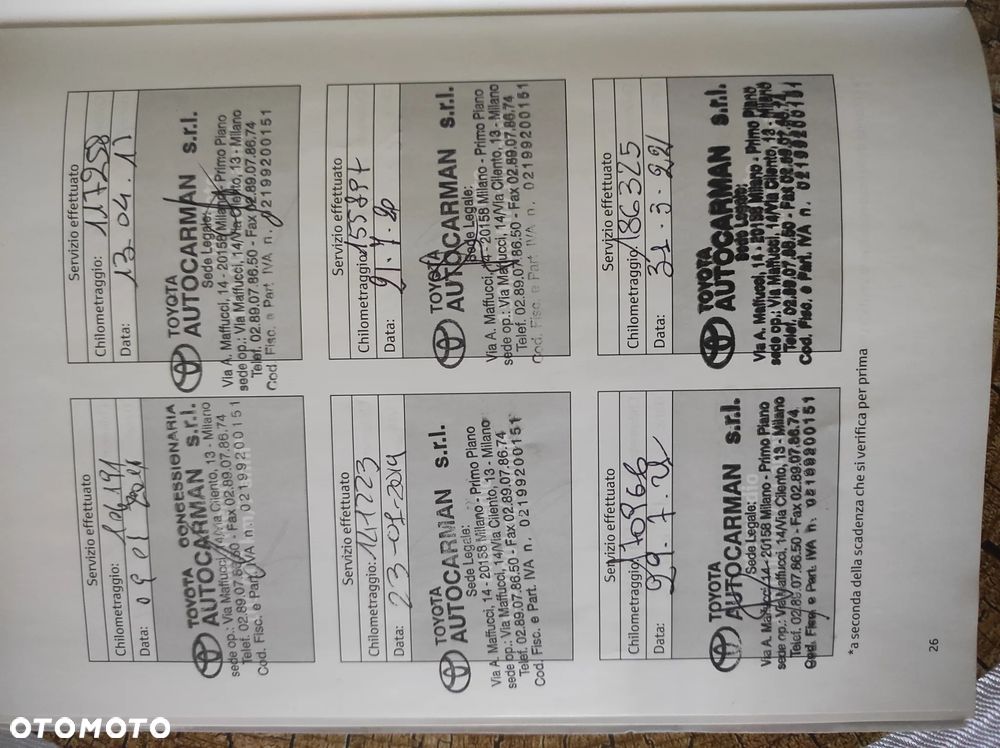 Servizio effettuato
Chilometraggio: 106191
Data:
TOYOTA CONCESSIONARIA
AUTOCARMAN s.r.l.
sede op.: Via Maffucci, 14/Via Cilento, 13 - Milano
Telef. 02.89.07.86.50 - Fax 02.89.07.86.74
Cod. Fisc. e Part. IVA n. 02199200151
Servizio effettuato
Chilometraggio: 117258
Data: 13 04. 17
TOYOTA
AUTOCARMAN s.r.l.
Sede Legale:
Via A. Maffucci, 14 - 20158 Milano - Primo Piano
sede op.: Via Maffucci, 14/Via Cilento, 13 - Milano
Telef. 02.89.07.86.50 - Fax 02.89.07.86.74
Cod. Fisc. e Part. IVA n. 02199200151
Servizio effettuato
Chilometraggio: 141223
Data: 23-07-2019
TOYOTA
AUTOCARMAN s.r.l.
Sede Legale:
Via A. Maffucci, 14 - 20158 Milano - Primo Piano
sede op.: Via Maffucci, 14/Via Cilento, 13 - Milano
Telef. 02.89.07.86.50 - Fax 02.89.07.86.74
Cod. Fisc. e Part. IVA n. 02199200151
Servizio effettuato
Chilometraggio: 155897
Data:
TOYOTA
AUTOCARMAN s.r.l.
Sede Legale:
Via A. Maffucci, 14 - 20158 Milano - Primo Piano
sede op.: Via Maffucci, 14/Via Cilento, 13 - Milano
Telef. 02.89.07.86.50 - Fax 02.89.07.86.74
Cod. Fisc. e Part. IVA n. 02199200151
Servizio effettuato
Chilometraggio:
Data: 29. 7. 21
TOYOTA
AUTOCARMAN s.r.l.
Sede Legale:
Via A. Maffucci, 14 - 20158 Milano - Primo Piano
sede op.: Via Maffucci, 14/Via Cilento, 13 - Milano
Telef. 02.89.07.86.50 - Fax 02.89.07.86.74
Cod. Fisc. e Part. IVA n. 02199200151
Servizio effettuato
Chilometraggio: 186325
Data: 31. 3. 22
TOYOTA
AUTOCARMAN s.r.l.
Sede Legale:
Via A. Maffucci, 14 - 20158 Milano - Primo Piano
sede op.: Via Maffucci, 14/Via Cilento, 13 - Milano
Telef. 02.89.07.86.50 - Fax 02.89.07.86.74
Cod. Fisc. e Part. IVA n. 02199200151
*a seconda della scadenza che si verifica per prima
26
OTOMOTO